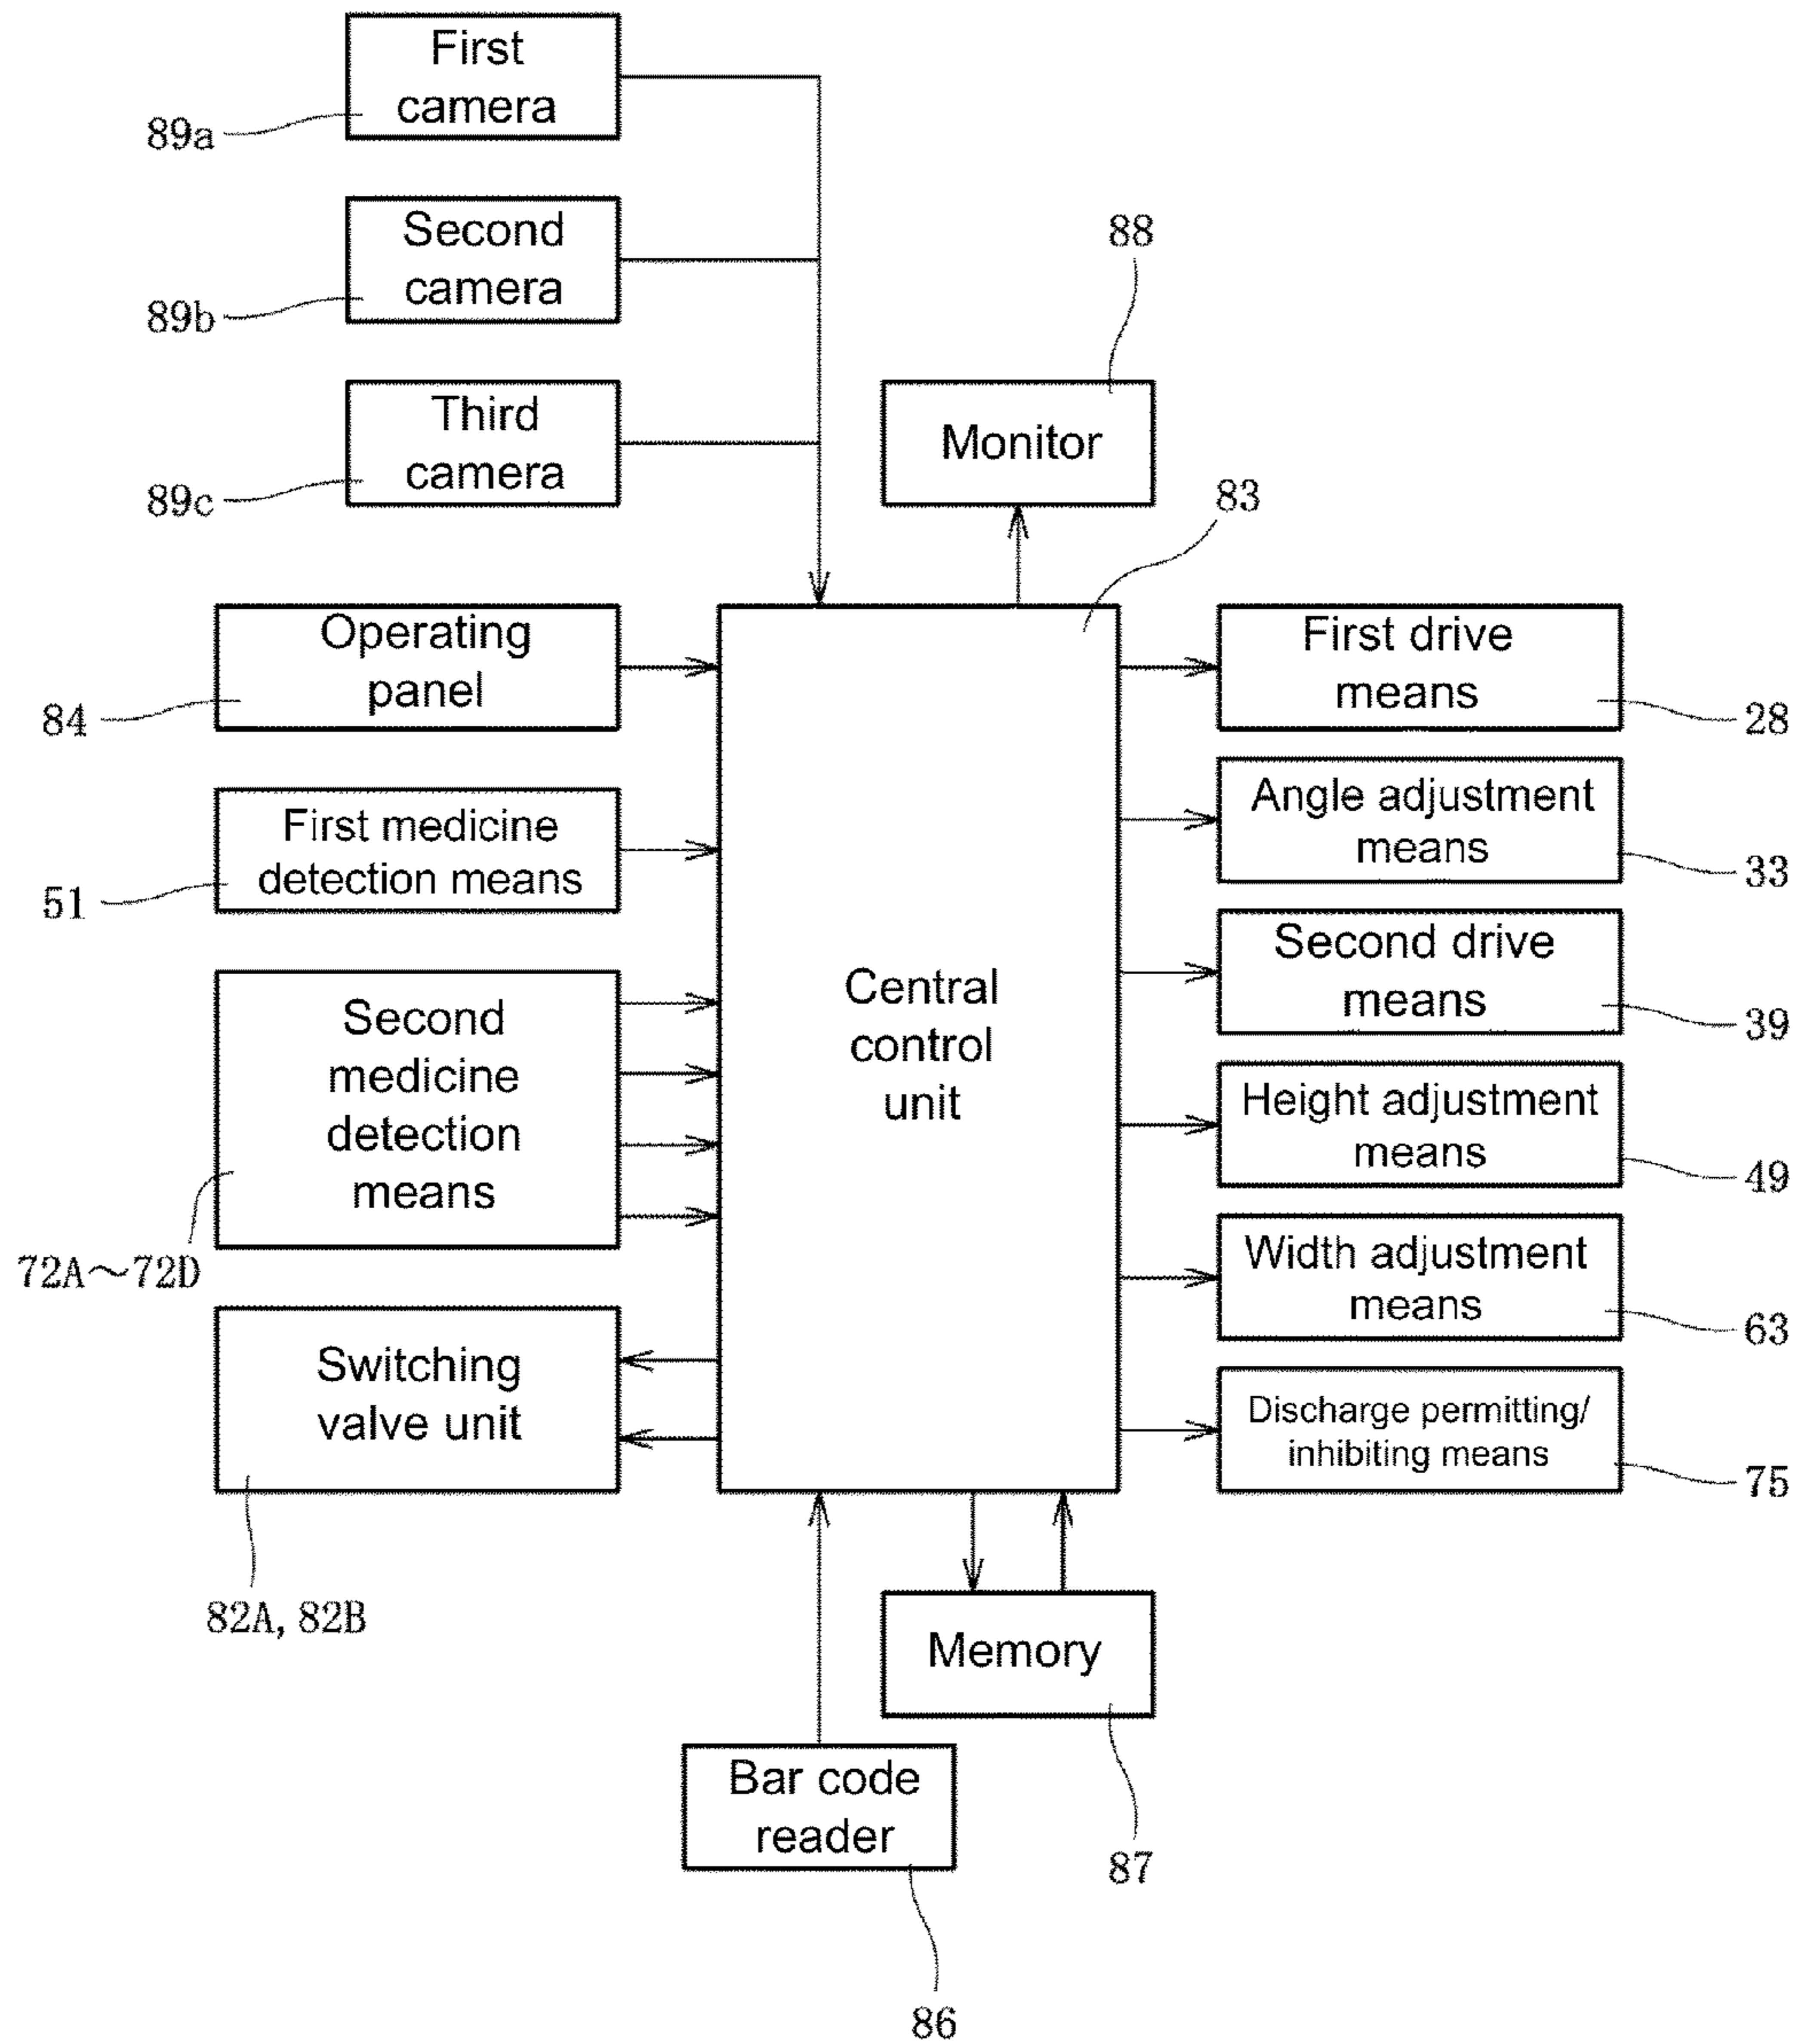 First
camera
89a
Second
camera
89b
Third
camera
89c
88
Monitor
83
Operating
panel
84
First medicine
detection means
51
Second
medicine
detection
means
72A～72D
Switching
valve unit
82A, 82B
Central
control
unit
First drive
means
28
Angle adjustment
means
33
Second drive
means
39
Height adjustment
means
49
Width adjustment
means
63
Discharge permitting/
inhibiting means
75
Memory
87
Bar code
reader
86